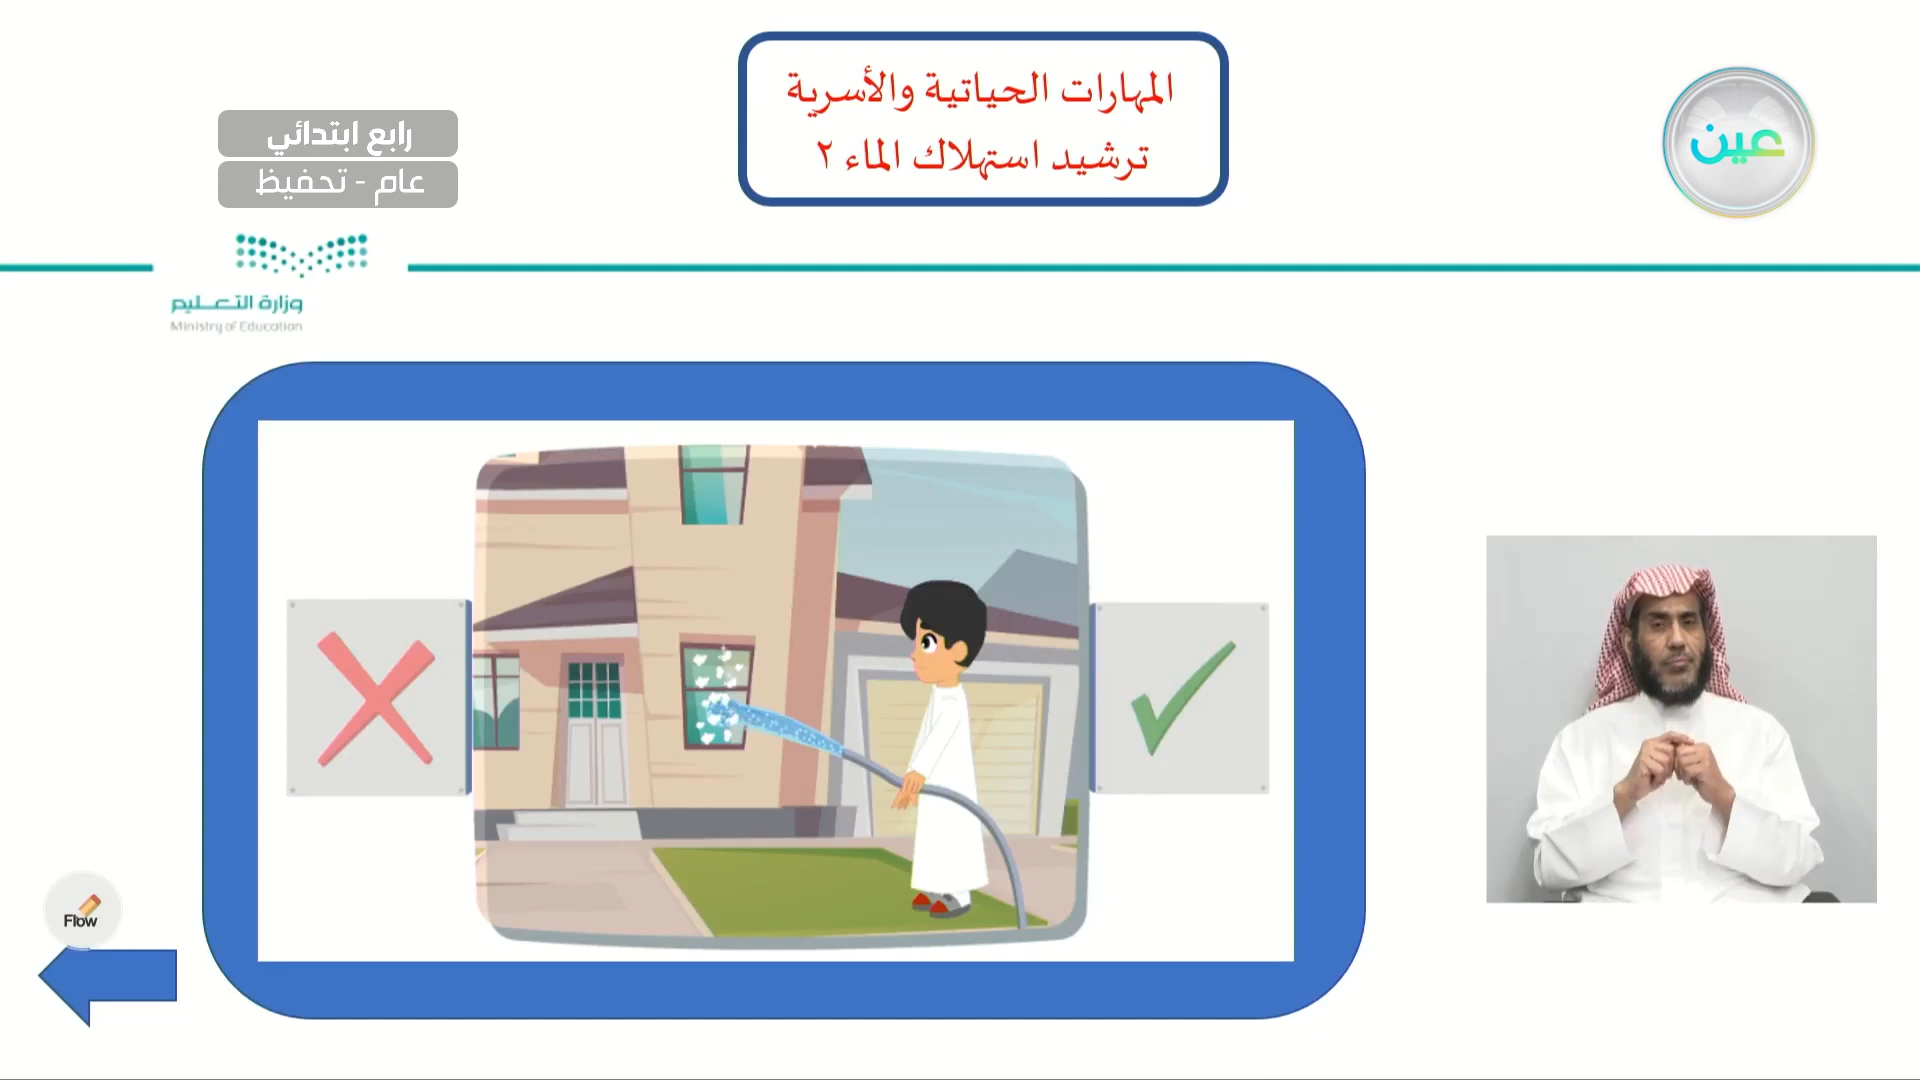 المهارات الحياتية والأسرية
ترشيد استهلاك الماء ٢
عين
رابع ابتدائي
عام - تحفيظ
وزارة التعليم
Ministry of Education
Flow